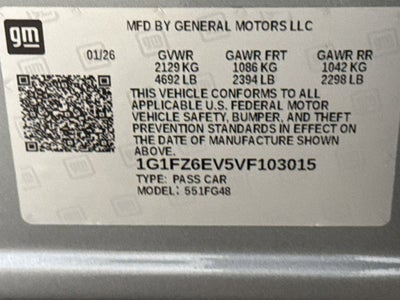 gm
MFD BY GENERAL MOTORS LLC
01/26 GVWR GAWR FRT GAWR RR
2129 KG 1086 KG 1042 KG
4692 LB 2394 LB 2298 LB
THIS VEHICLE CONFORMS TO ALL
APPLICABLE U.S. FEDERAL MOTOR
VEHICLE SAFETY, BUMPER, AND THEFT
PREVENTION STANDARDS IN EFFECT ON
THE DATE OF MANUFACTURE SHOWN
ABOVE.
1G1FZ6EV5VF103015
TYPE: PASS CAR
MODEL: 551FG48